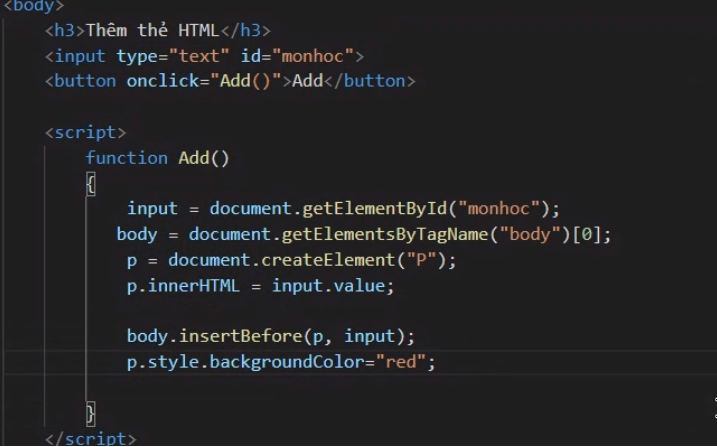 <body>
<h3>Thêm thẻ HTML</h3>
<input type="text" id="monhoc">
<button onclick="Add()">Add</button>
<script>
function Add()
{
input = document.getElementById("monhoc");
body = document.getElementsByTagName("body")[0];
p = document.createElement("P");
p.innerHTML = input.value;
body.insertBefore(p, input);
p.style.backgroundColor="red";
}
</script>